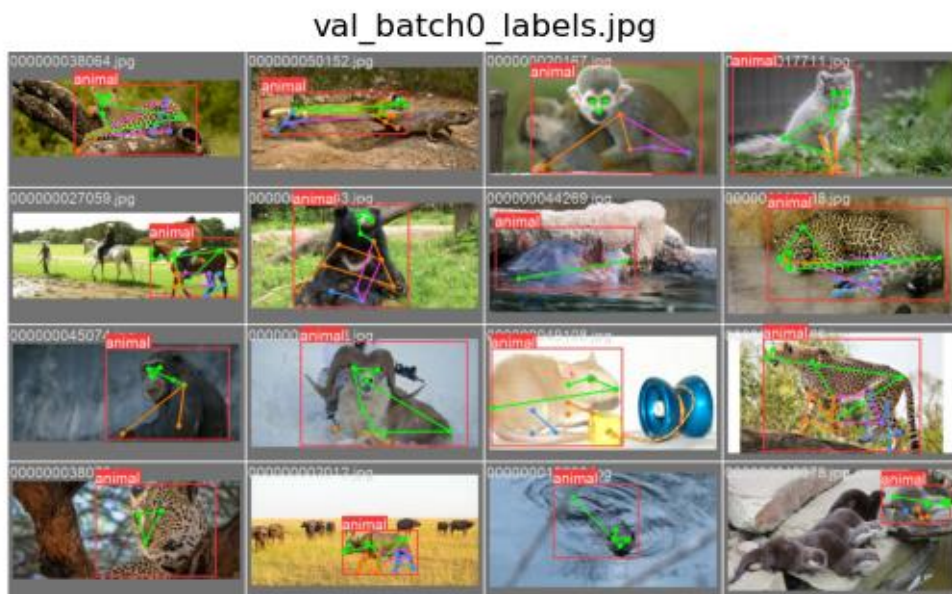 val_batch0_labels.jpg
000000038064.jpg
animal
000000050152.jpg
animal
animal
animal
000000027059.jpg
animal
animal
000000044269.jpg
animal
animal
000000045074
animal
animal
animal
animal
animal
animal
animal
animal